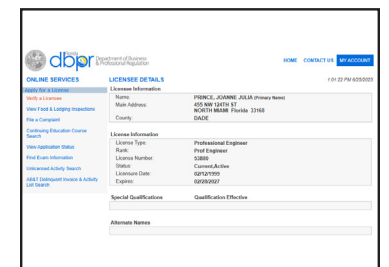 Florida
dbpr Department of Business & Professional Regulation
HOME CONTACT US MY ACCOUNT
ONLINE SERVICES
Apply for a License
Verify a Licensee
View Food & Lodging Inspections
File a Complaint
Continuing Education Course Search
View Application Status
Find Exam Information
Unlicensed Activity Search
AB&T Delinquent Invoice & Activity List Search
LICENSEE DETAILS
1:01:22 PM 6/25/2025
Licensee Information
Name: PRINCE, JOANNE JULIA (Primary Name)
Main Address: 455 NW 124TH ST
NORTH MIAMI Florida 33168
County: DADE
License Information
License Type: Professional Engineer
Rank: Prof Engineer
License Number: 53880
Status: Current,Active
Licensure Date: 02/12/1999
Expires: 02/28/2027
Special Qualifications Qualification Effective
Alternate Names